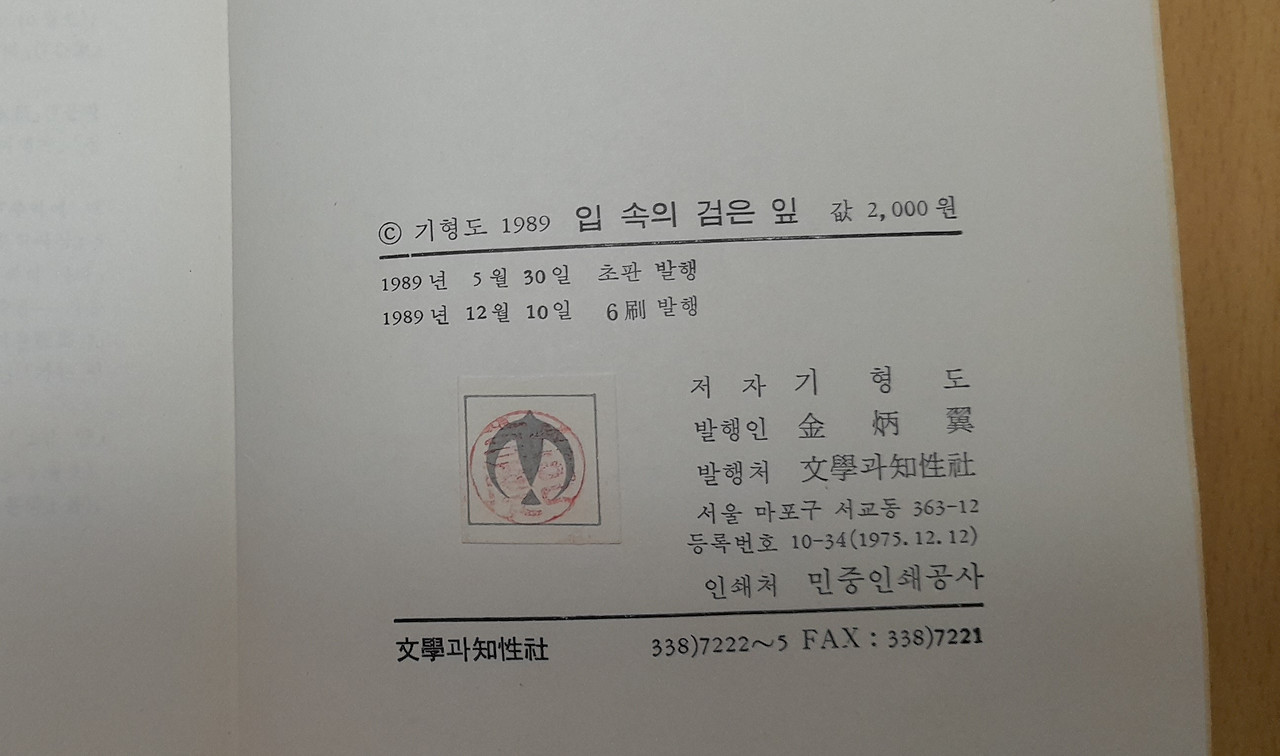 ⓒ 기형도 1989 입 속의 검은 잎 값 2,000원
1989년 5월 30일 초판 발행
1989년 12월 10일 6刷 발행
저 자 기 형 도
발행인 金 炳 翼
발행처 文學과知性社
서울 마포구 서교동 363-12
등록번호 10-34(1975.12.12)
인쇄처 민중인쇄공사
文學과知性社 338)7222~5 FAX : 338)7221